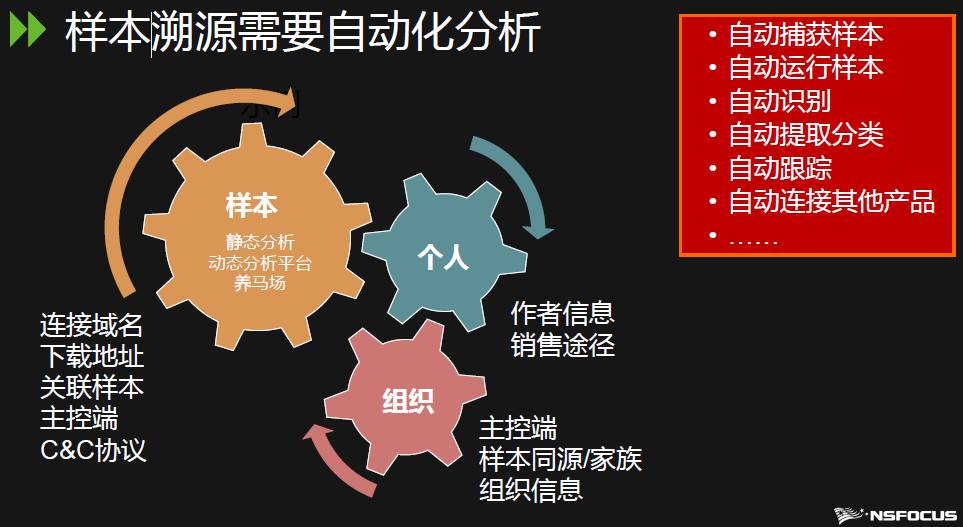 样本溯源需要自动化分析
• 自动捕获样本
• 自动运行样本
• 自动识别
• 自动提取分类
• 自动跟踪
• 自动连接其他产品
• ……
样本
静态分析
动态分析平台
养马场
个人
组织
连接域名
下载地址
关联样本
主控端
C&C协议
作者信息
销售途径
主控端
样本同源/家族
组织信息
NSFOCUS